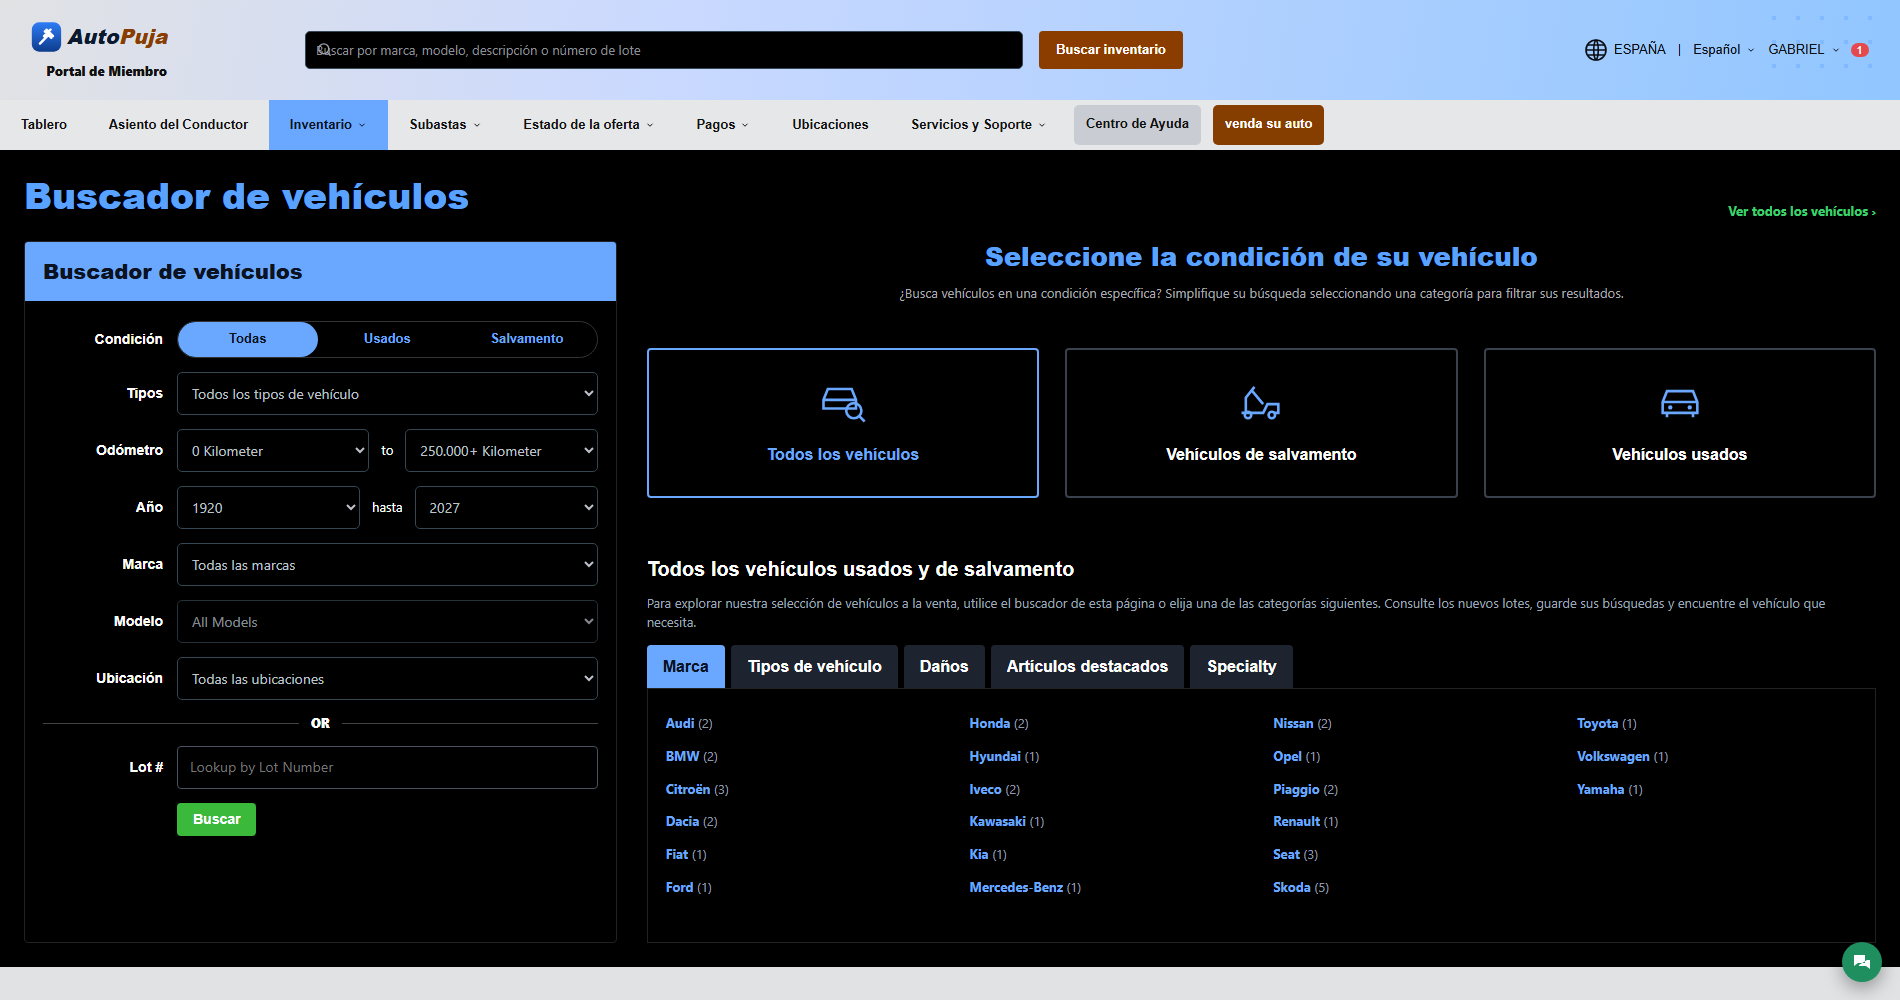 AutoPuja
Portal de Miembro
Buscar por marca, modelo, descripción o número de lote
Buscar inventario
ESPAÑA | Español GABRIEL 1
Tablero Asiento del Conductor Inventario Subastas Estado de la oferta Pagos Ubicaciones Servicios y Soporte Centro de Ayuda venda su auto
Buscador de vehículos
Ver todos los vehículos ›
Buscador de vehículos
Condición Todas Usados Salvamento
Tipos Todos los tipos de vehículo
Odómetro 0 Kilometer to 250.000+ Kilometer
Año 1920 hasta 2027
Marca Todas las marcas
Modelo All Models
Ubicación Todas las ubicaciones
OR
Lot # Lookup by Lot Number
Buscar
Seleccione la condición de su vehículo
¿Busca vehículos en una condición específica? Simplifique su búsqueda seleccionando una categoría para filtrar sus resultados.
Todos los vehículos Vehículos de salvamento Vehículos usados
Todos los vehículos usados y de salvamento
Para explorar nuestra selección de vehículos a la venta, utilice el buscador de esta página o elija una de las categorías siguientes. Consulte los nuevos lotes, guarde sus búsquedas y encuentre el vehículo que
necesita.
Marca Tipos de vehículo Daños Artículos destacados Specialty
Audi (2) Honda (2) Nissan (2) Toyota (1)
BMW (2) Hyundai (1) Opel (1) Volkswagen (1)
Citroën (3) Iveco (2) Piaggio (2) Yamaha (1)
Dacia (2) Kawasaki (1) Renault (1)
Fiat (1) Kia (1) Seat (3)
Ford (1) Mercedes-Benz (1) Skoda (5)